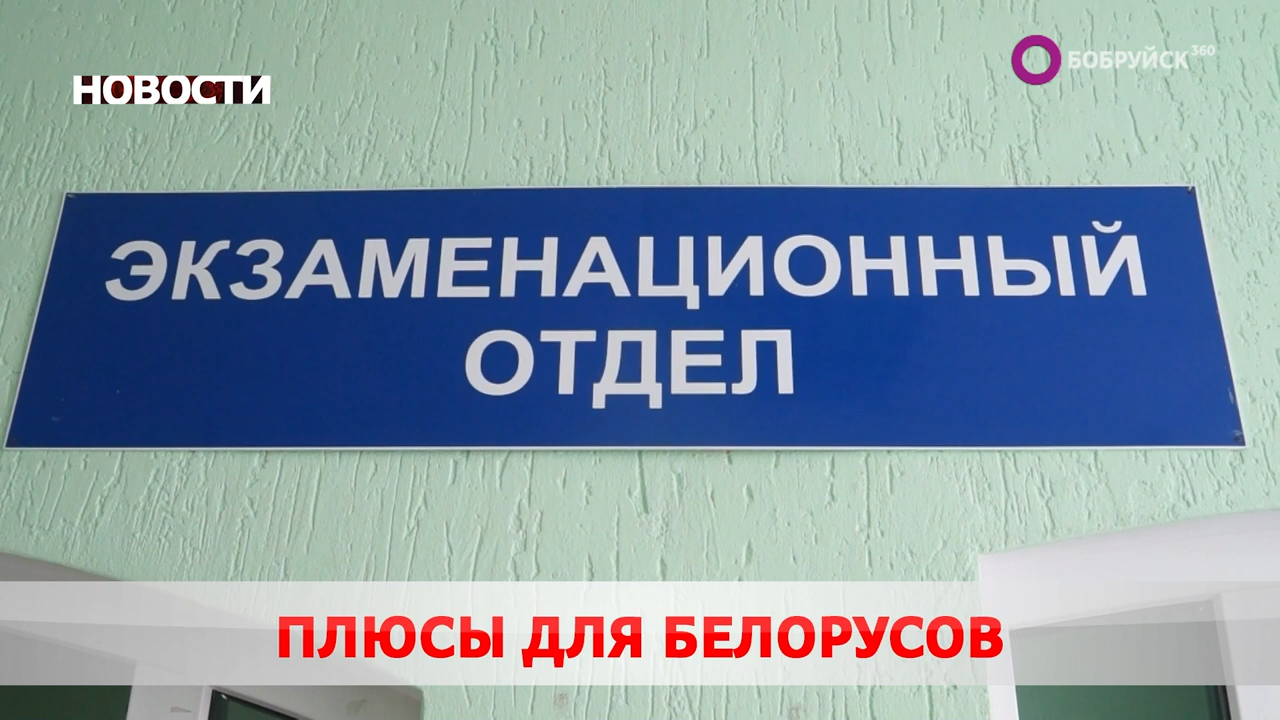 НОВОСТИ
БОБРУЙСК 360
ЭКЗАМЕНАЦИОННЫЙ
ОТДЕЛ
ПЛЮСЫ ДЛЯ БЕЛОРУСОВ